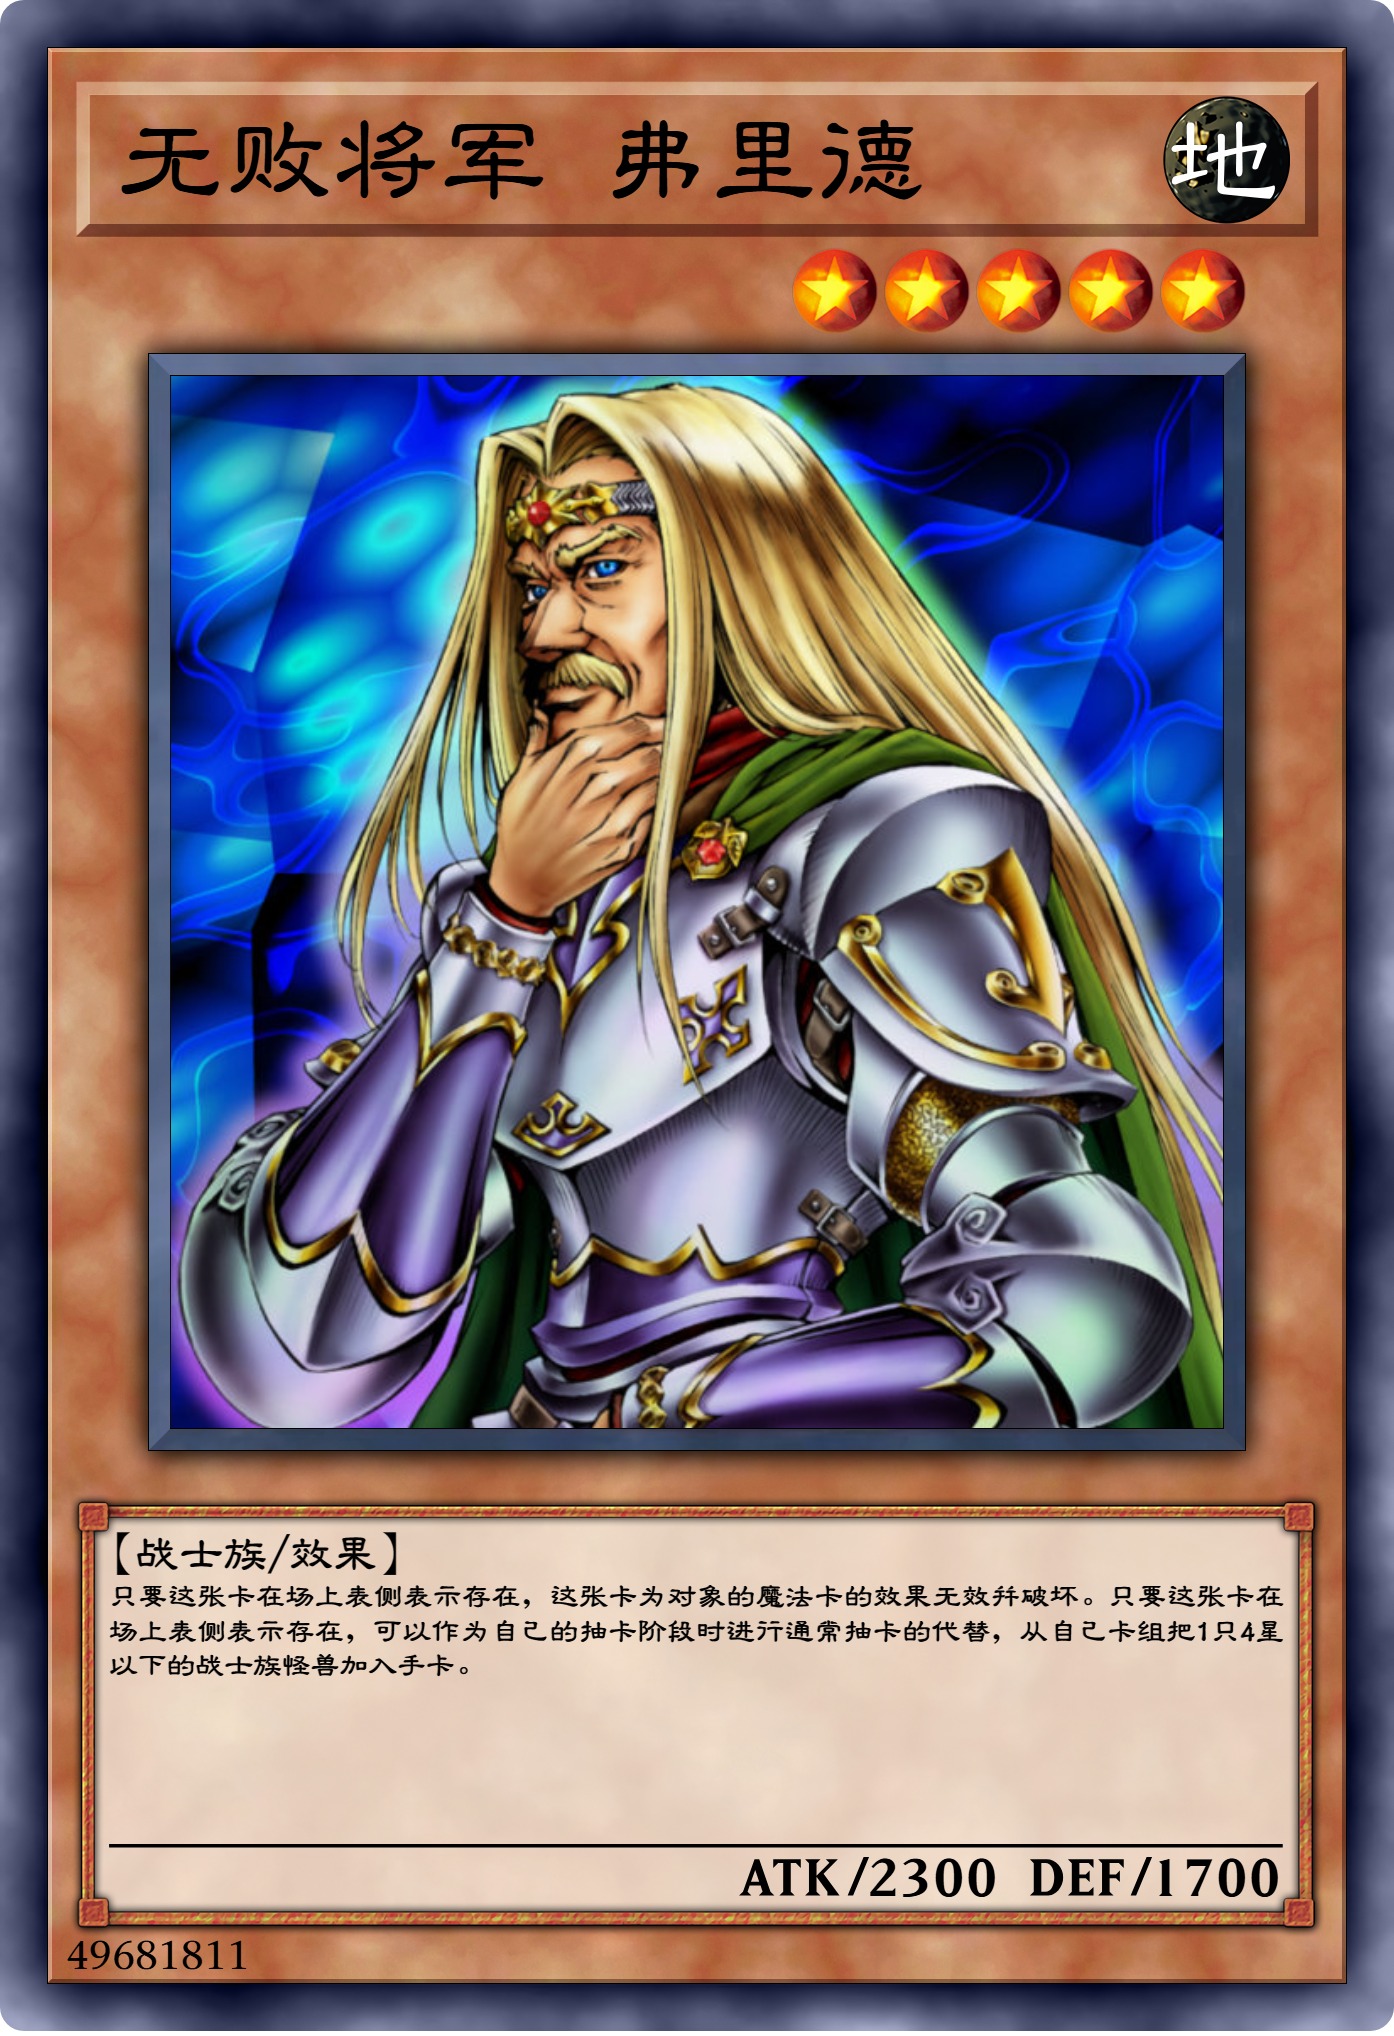 无败将军 弗里德
地
【战士族/效果】
只要这张卡在场上表侧表示存在，这张卡为对象的魔法卡的效果无效并破坏。只要这张卡在
场上表侧表示存在，可以作为自己的抽卡阶段时进行通常抽卡的代替，从自己卡组把1只4星
以下的战士族怪兽加入手卡。
ATK/2300 DEF/1700
49681811